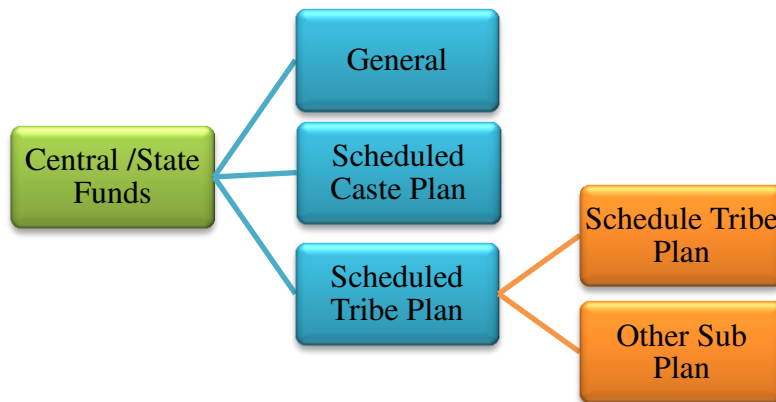 General
Central /State
Funds
Scheduled
Caste Plan
Scheduled
Tribe Plan
Schedule Tribe
Plan
Other Sub
Plan